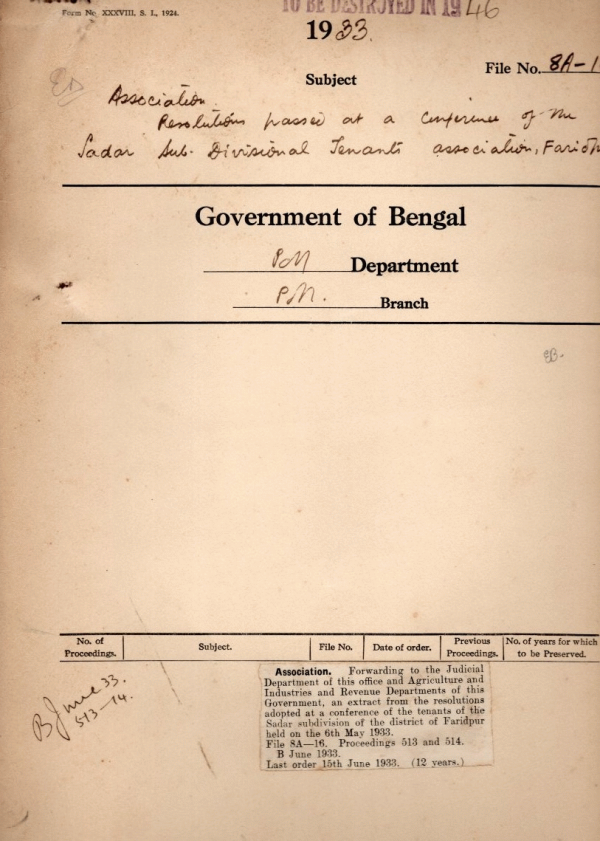 Form No. XXXVIII, S. I., 1924.
TO BE DESTROYED IN 1946
1933.
File No. 8A-1
Subject
Association.
Resolutions passed at a Conference of the
Sadar Sub-Divisional Tenants association, Faridp
Government of Bengal
Department
Branch
No. of Proceedings.
Subject.
File No.
Date of order.
Previous Proceedings.
No. of years for which to be Preserved.
B June 33.
513-14.
Association. Forwarding to the Judicial
Department of this office and Agriculture and
Industries and Revenue Departments of this
Government, an extract from the resolutions
adopted at a conference of the tenants of the
Sadar subdivision of the district of Faridpur
held on the 6th May 1933.
File 8A—16. Proceedings 513 and 514.
B June 1933.
Last order 15th June 1933. (12 years.)